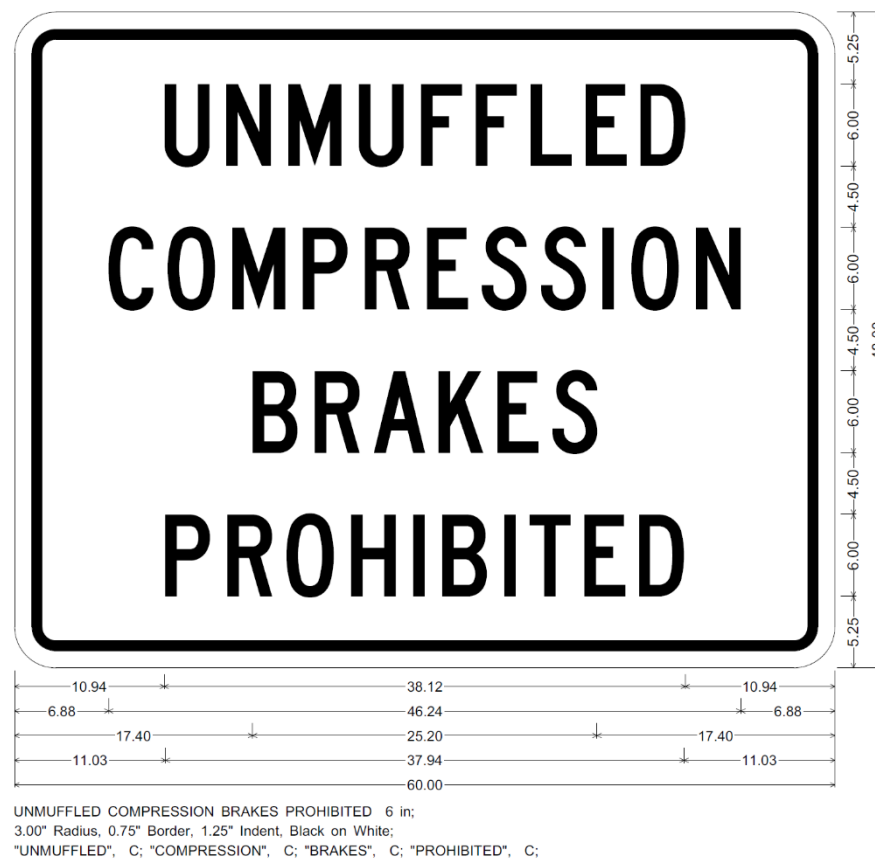 UNMUFFLED
COMPRESSION
BRAKES
PROHIBITED
5.25
6.00
4.50
6.00
4.50
6.00
4.50
6.00
5.25
10.94 38.12 10.94
6.88 46.24 6.88
17.40 25.20 17.40
11.03 37.94 11.03
60.00
UNMUFFLED COMPRESSION BRAKES PROHIBITED 6 in;
3.00" Radius, 0.75" Border, 1.25" Indent, Black on White;
"UNMUFFLED", C; "COMPRESSION", C; "BRAKES", C; "PROHIBITED", C;